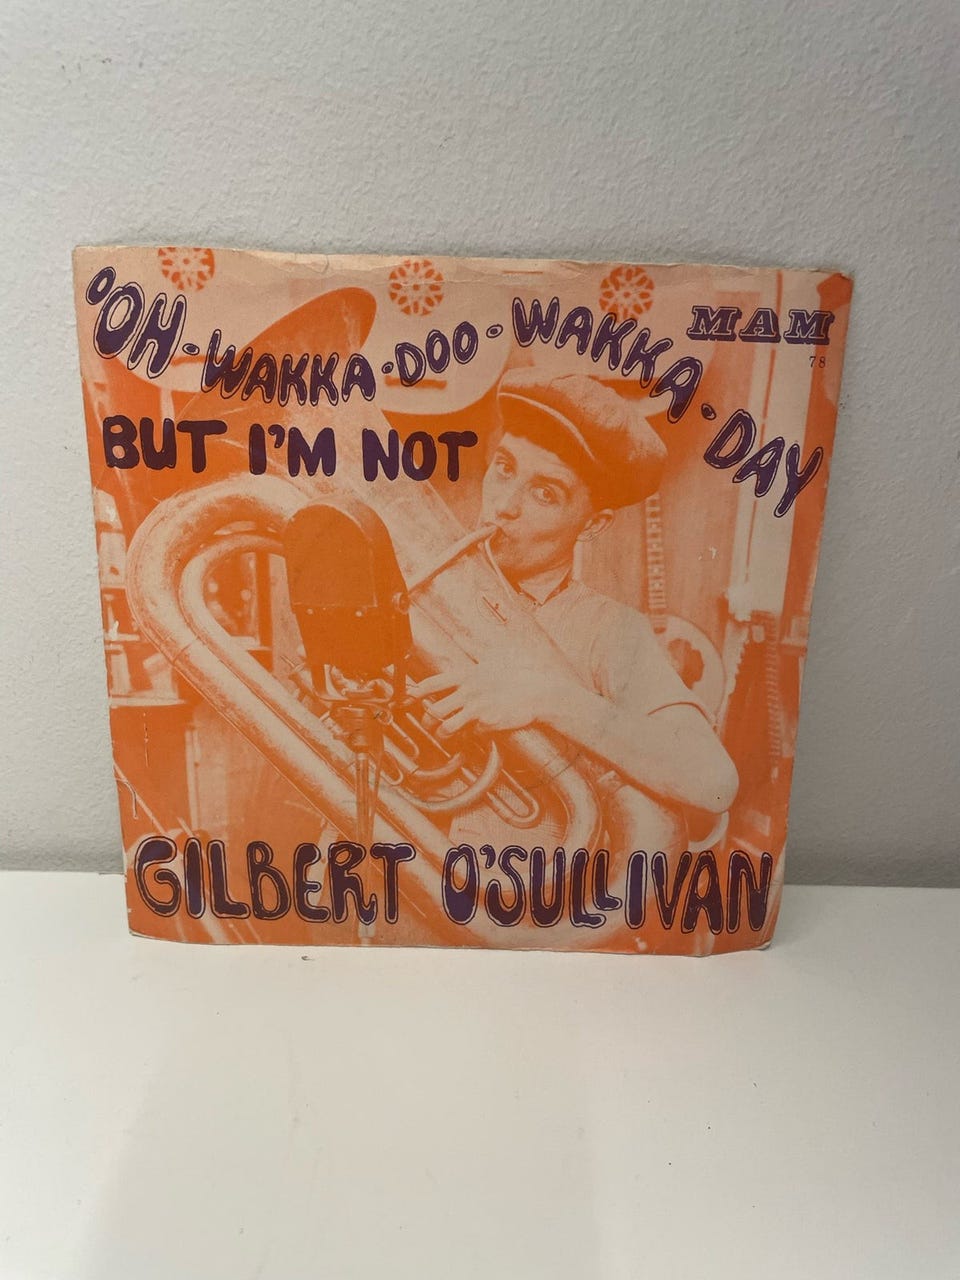 OOH-WAKKA-DOO-WAKKA-DAY
MAM
78
BUT I'M NOT
GILBERT O'SULLIVAN